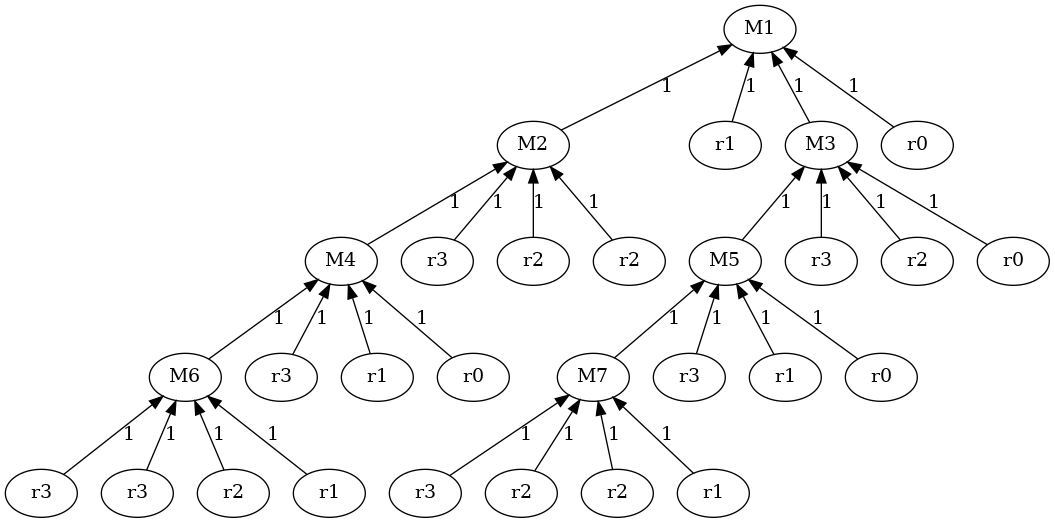 M1
1 1 1 1
M2 r1 M3 r0
1 1 1 1 1 1 1 1
M4 r3 r2 r2 M5 r3 r2 r0
1 1 1 1 1 1 1 1
M6 r3 r1 r0 M7 r3 r1 r0
1 1 1 1 1 1 1 1
r3 r3 r2 r1 r3 r2 r2 r1